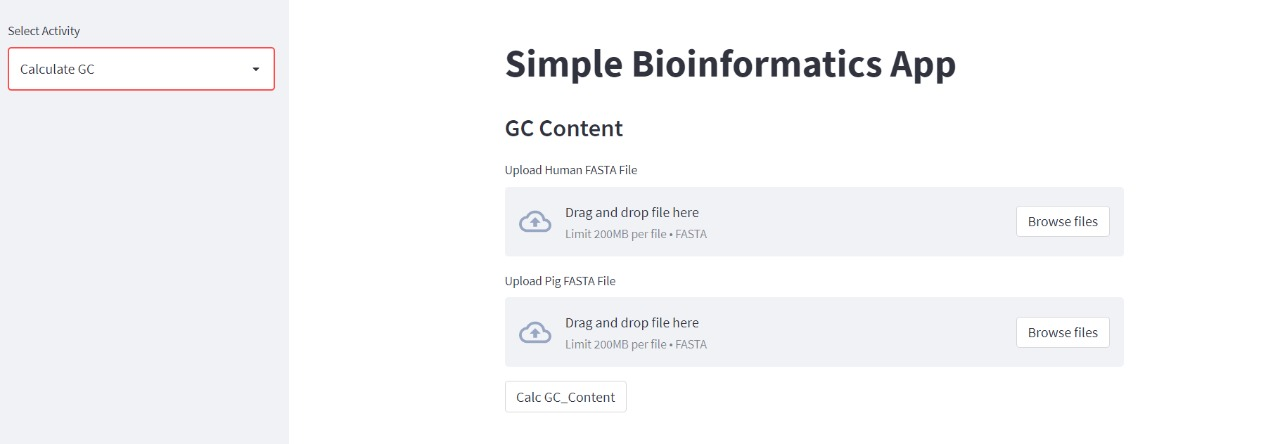 Select Activity
Calculate GC
Simple Bioinformatics App
GC Content
Upload Human FASTA File
Drag and drop file here
Limit 200MB per file • FASTA
Browse files
Upload Pig FASTA File
Drag and drop file here
Limit 200MB per file • FASTA
Browse files
Calc GC_Content